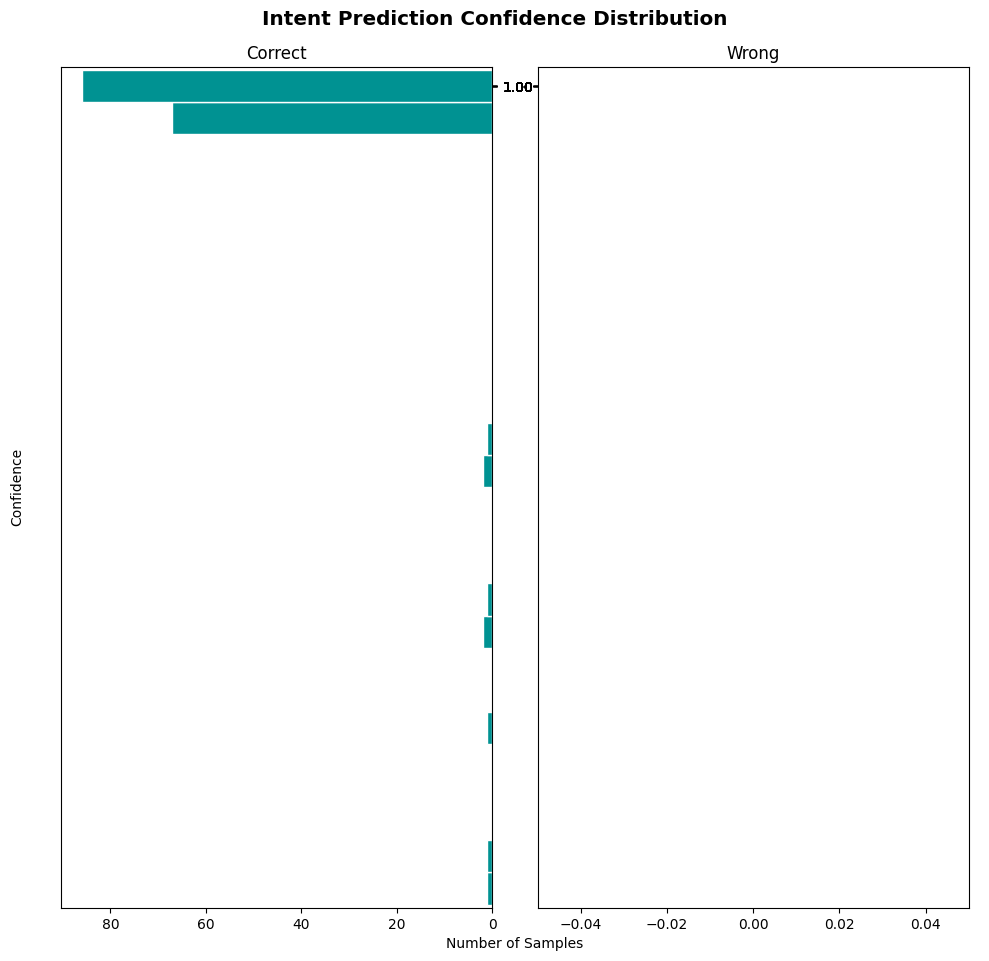 Intent Prediction Confidence Distribution
Correct
Wrong
1.00
Confidence
80 60 40 20 0
−0.04 −0.02 0.00 0.02 0.04
Number of Samples